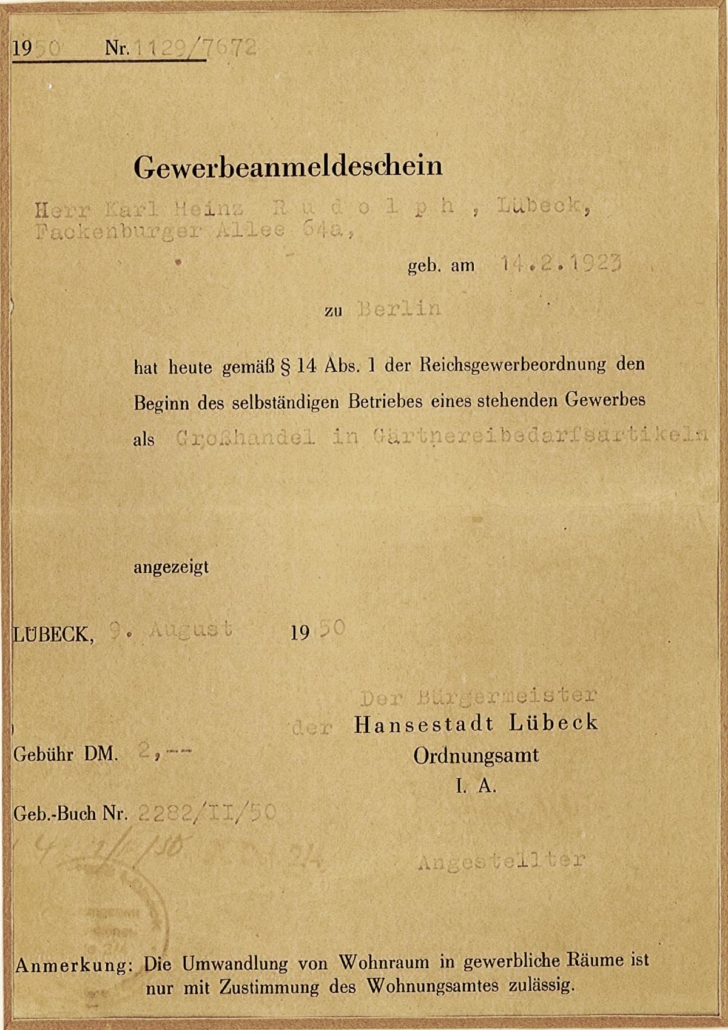 1950 Nr. 1129/7672
Gewerbeanmeldeschein
Herr Karl Heinz R u d o l p h , Lübeck,
Fackenburger Allee 64a,
geb. am 14.2.1923
zu Berlin
hat heute gemäß § 14 Abs. 1 der Reichsgewerbeordnung den
Beginn des selbständigen Betriebes eines stehenden Gewerbes
als Großhandel in Gärtnereibedarfsartikeln
angezeigt
LÜBECK, 9. August 1950
Der Bürgermeister
der Hansestadt Lübeck
Gebühr DM. 2,-- Ordnungsamt
I. A.
Geb.-Buch Nr. 2282/II/50
Angestellter
Anmerkung: Die Umwandlung von Wohnraum in gewerbliche Räume ist
nur mit Zustimmung des Wohnungsamtes zulässig.